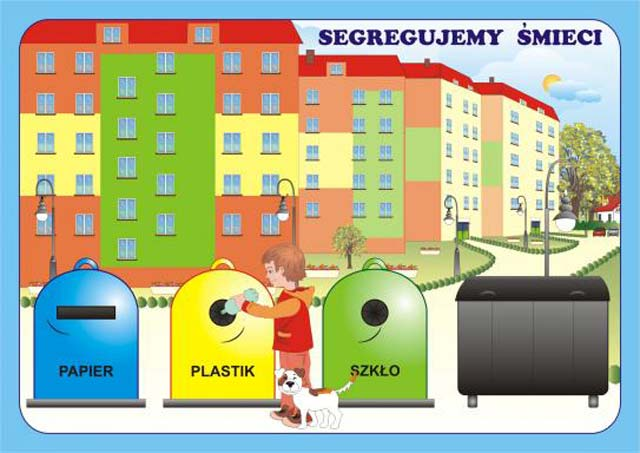 SEGREGUJEMY ŚMIECI
PAPIER
PLASTIK
SZKŁO